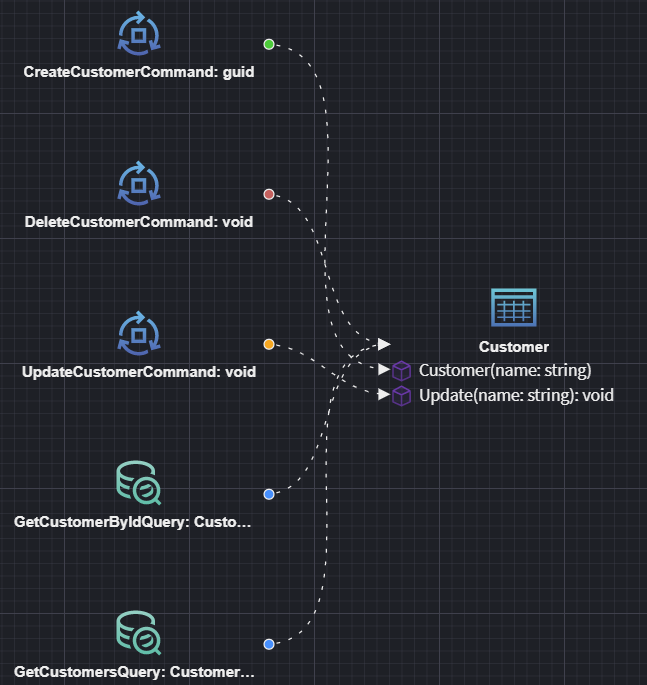 CreateCustomerCommand: guid
DeleteCustomerCommand: void
Customer
UpdateCustomerCommand: void
Customer(name: string)
Update(name: string): void
GetCustomerByIdQuery: Custo...
GetCustomersQuery: Customer...